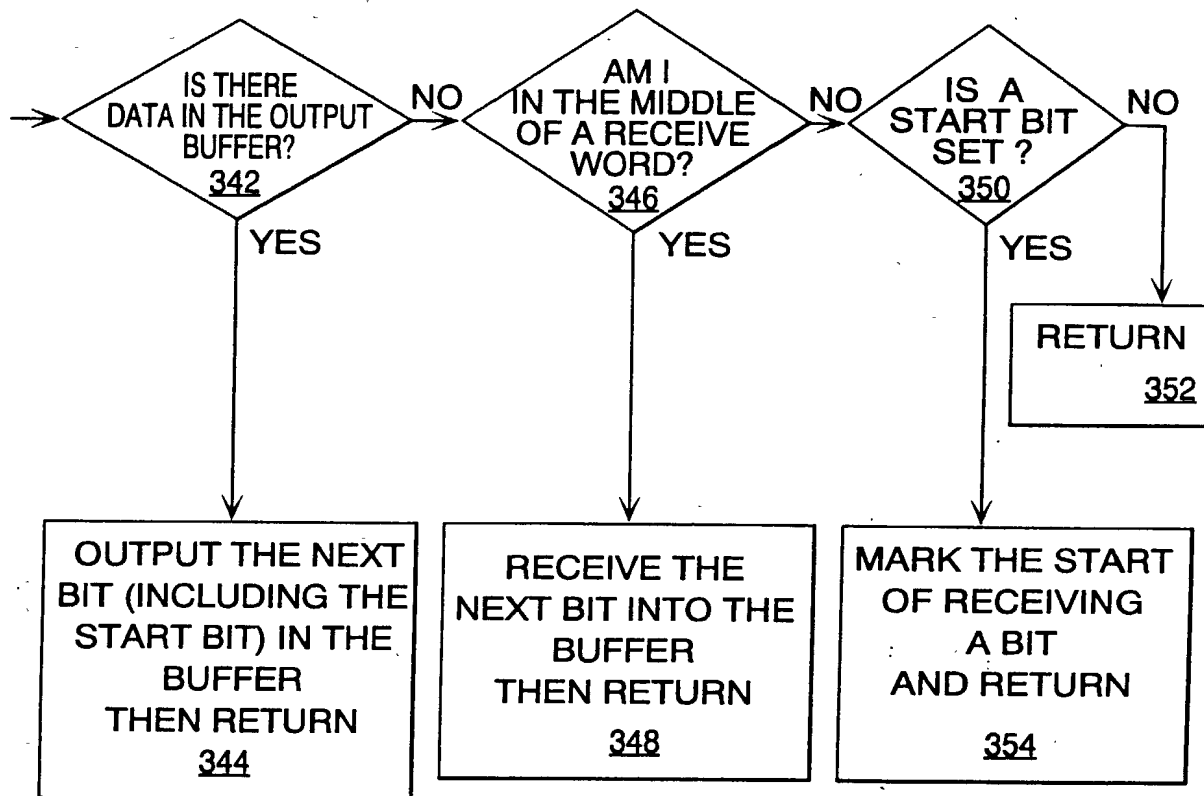 IS THERE
DATA IN THE OUTPUT
BUFFER?
342
NO
YES
AM I
IN THE MIDDLE
OF A RECEIVE
WORD?
346
NO
YES
IS A
START BIT
SET ?
350
NO
YES
RETURN
352
OUTPUT THE NEXT
BIT (INCLUDING THE
START BIT) IN THE
BUFFER
THEN RETURN
344
RECEIVE THE
NEXT BIT INTO THE
BUFFER
THEN RETURN
348
MARK THE START
OF RECEIVING
A BIT
AND RETURN
354